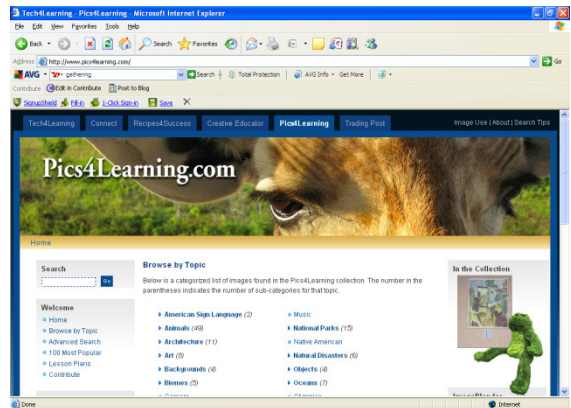 Tech4Learning - Pics4Learning - Microsoft Internet Explorer
File Edit View Favorites Tools Help
Back Search Favorites
Address http://www.pics4learning.com/ Go
AVG gathering Search Total Protection AVG Info Get More
Contribute Edit in Contribute Post to Blog
SignupShield Fill-in 1-Click Sign-in Save
Tech4Learning Connect Recipes4Success Creative Educator Pics4Learning Trading Post Image Use | About | Search Tips
Pics4Learning.com
Home
Search
Go
Welcome
Home
Browse by Topic
Advanced Search
100 Most Popular
Lesson Plans
Contribute
Browse by Topic
Below is a categorized list of images found in the Pics4Learning collection. The number in the
parentheses indicates the number of sub-categories for that topic.
American Sign Language (2)
Animals (49)
Architecture (11)
Art (8)
Backgrounds (4)
Biomes (5)
Music
National Parks (15)
Native American
Natural Disasters (6)
Objects (4)
Oceans (7)
In the Collection
Done Internet